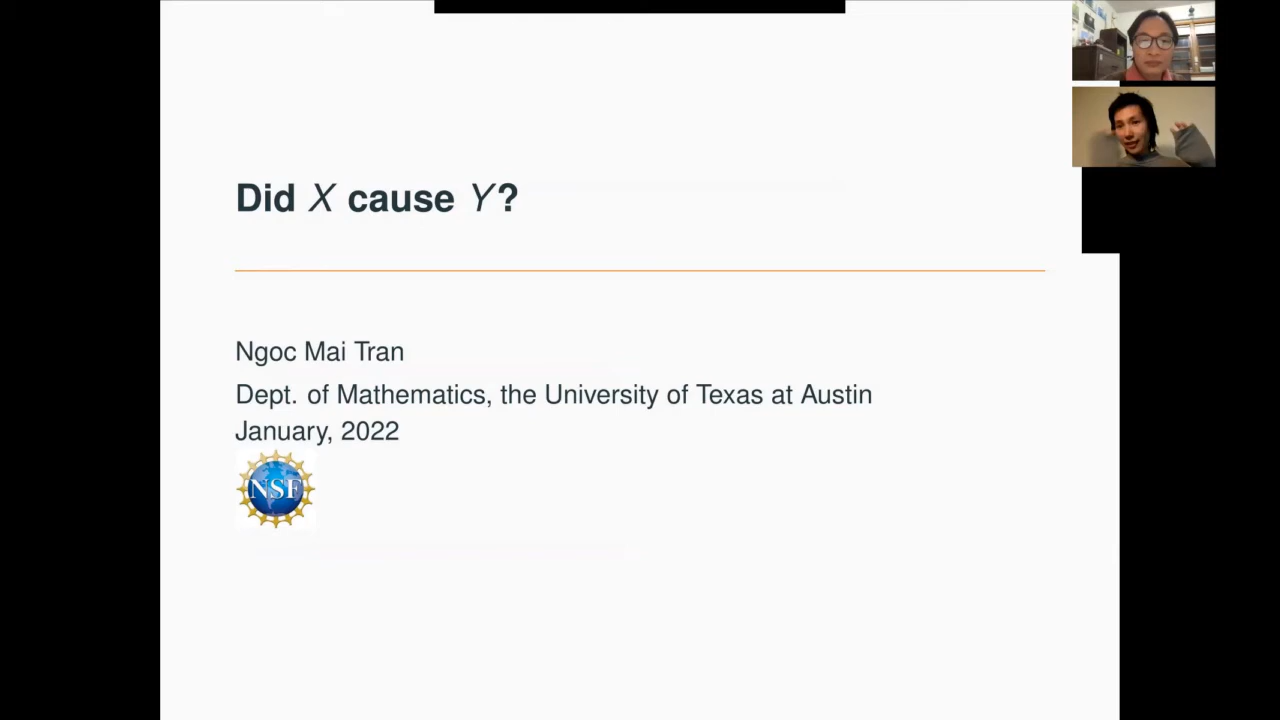 Did X cause Y?
Ngoc Mai Tran
Dept. of Mathematics, the University of Texas at Austin
January, 2022
NSF